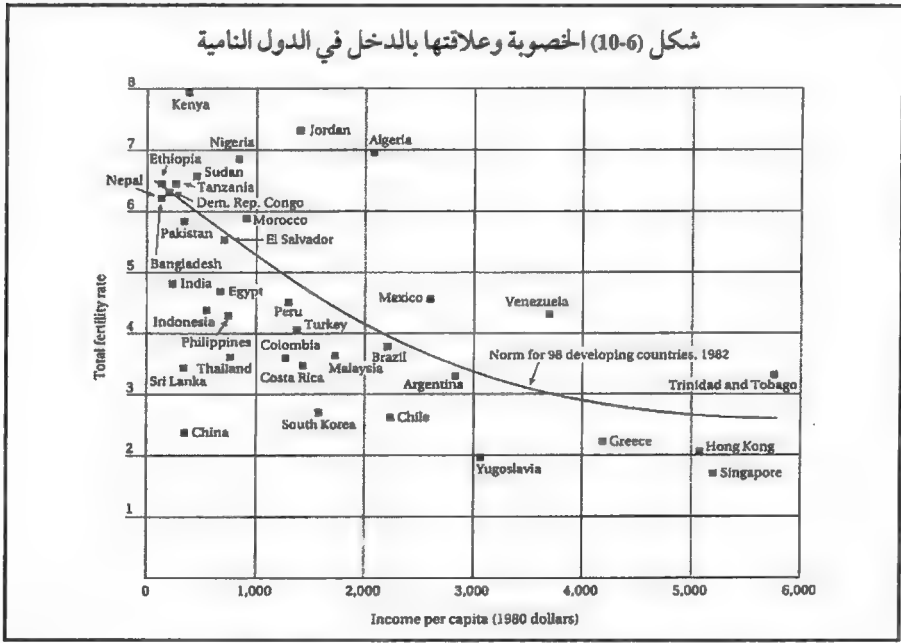 شكل (6-10) الخصوبة وعلاقتها بالدخل في الدول النامية
8
Kenya
Jordan
Nigeria
Algeria
7
Ethiopia
Sudan
Nepal
Tanzania
Dem. Rep. Congo
6
Pakistan
Morocco
El Salvador
Bangladesh
5
India
Egypt
Mexico
Venezuela
Indonesia
Peru
Turkey
4
Philippines
Colombia
Brazil
Norm for 98 developing countries, 1982
Thailand
Malaysia
Sri Lanka
Costa Rica
Argentina
Trinidad and Tobago
3
China
South Korea
Chile
Greece
Hong Kong
2
Yugoslavia
Singapore
1
Total fertility rate
0
1,000
2,000
3,000
4,000
5,000
6,000
Income per capita (1980 dollars)